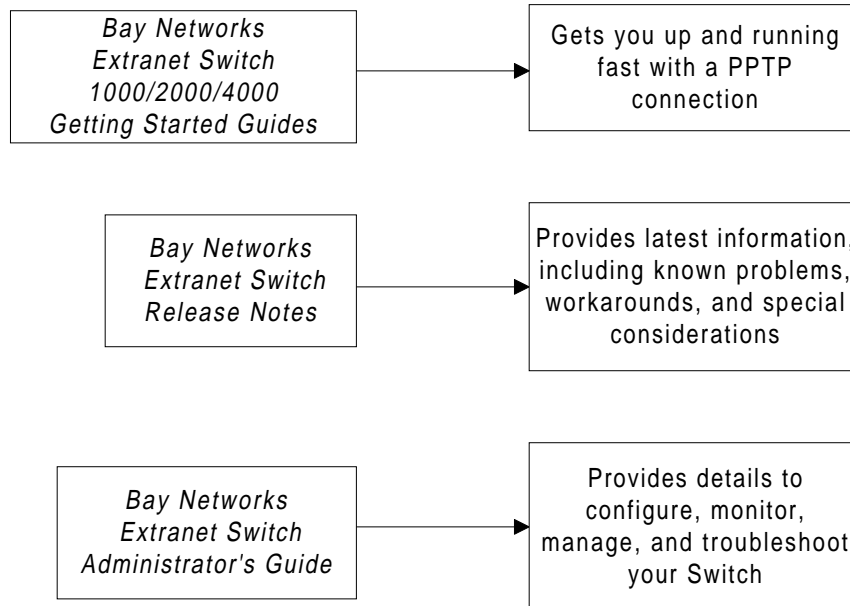 Bay Networks
Extranet Switch
1000/2000/4000
Getting Started Guides
Gets you up and running
fast with a PPTP
connection
Bay Networks
Extranet Switch
Release Notes
Provides latest information,
including known problems,
workarounds, and special
considerations
Bay Networks
Extranet Switch
Administrator's Guide
Provides details to
configure, monitor,
manage, and troubleshoot
your Switch